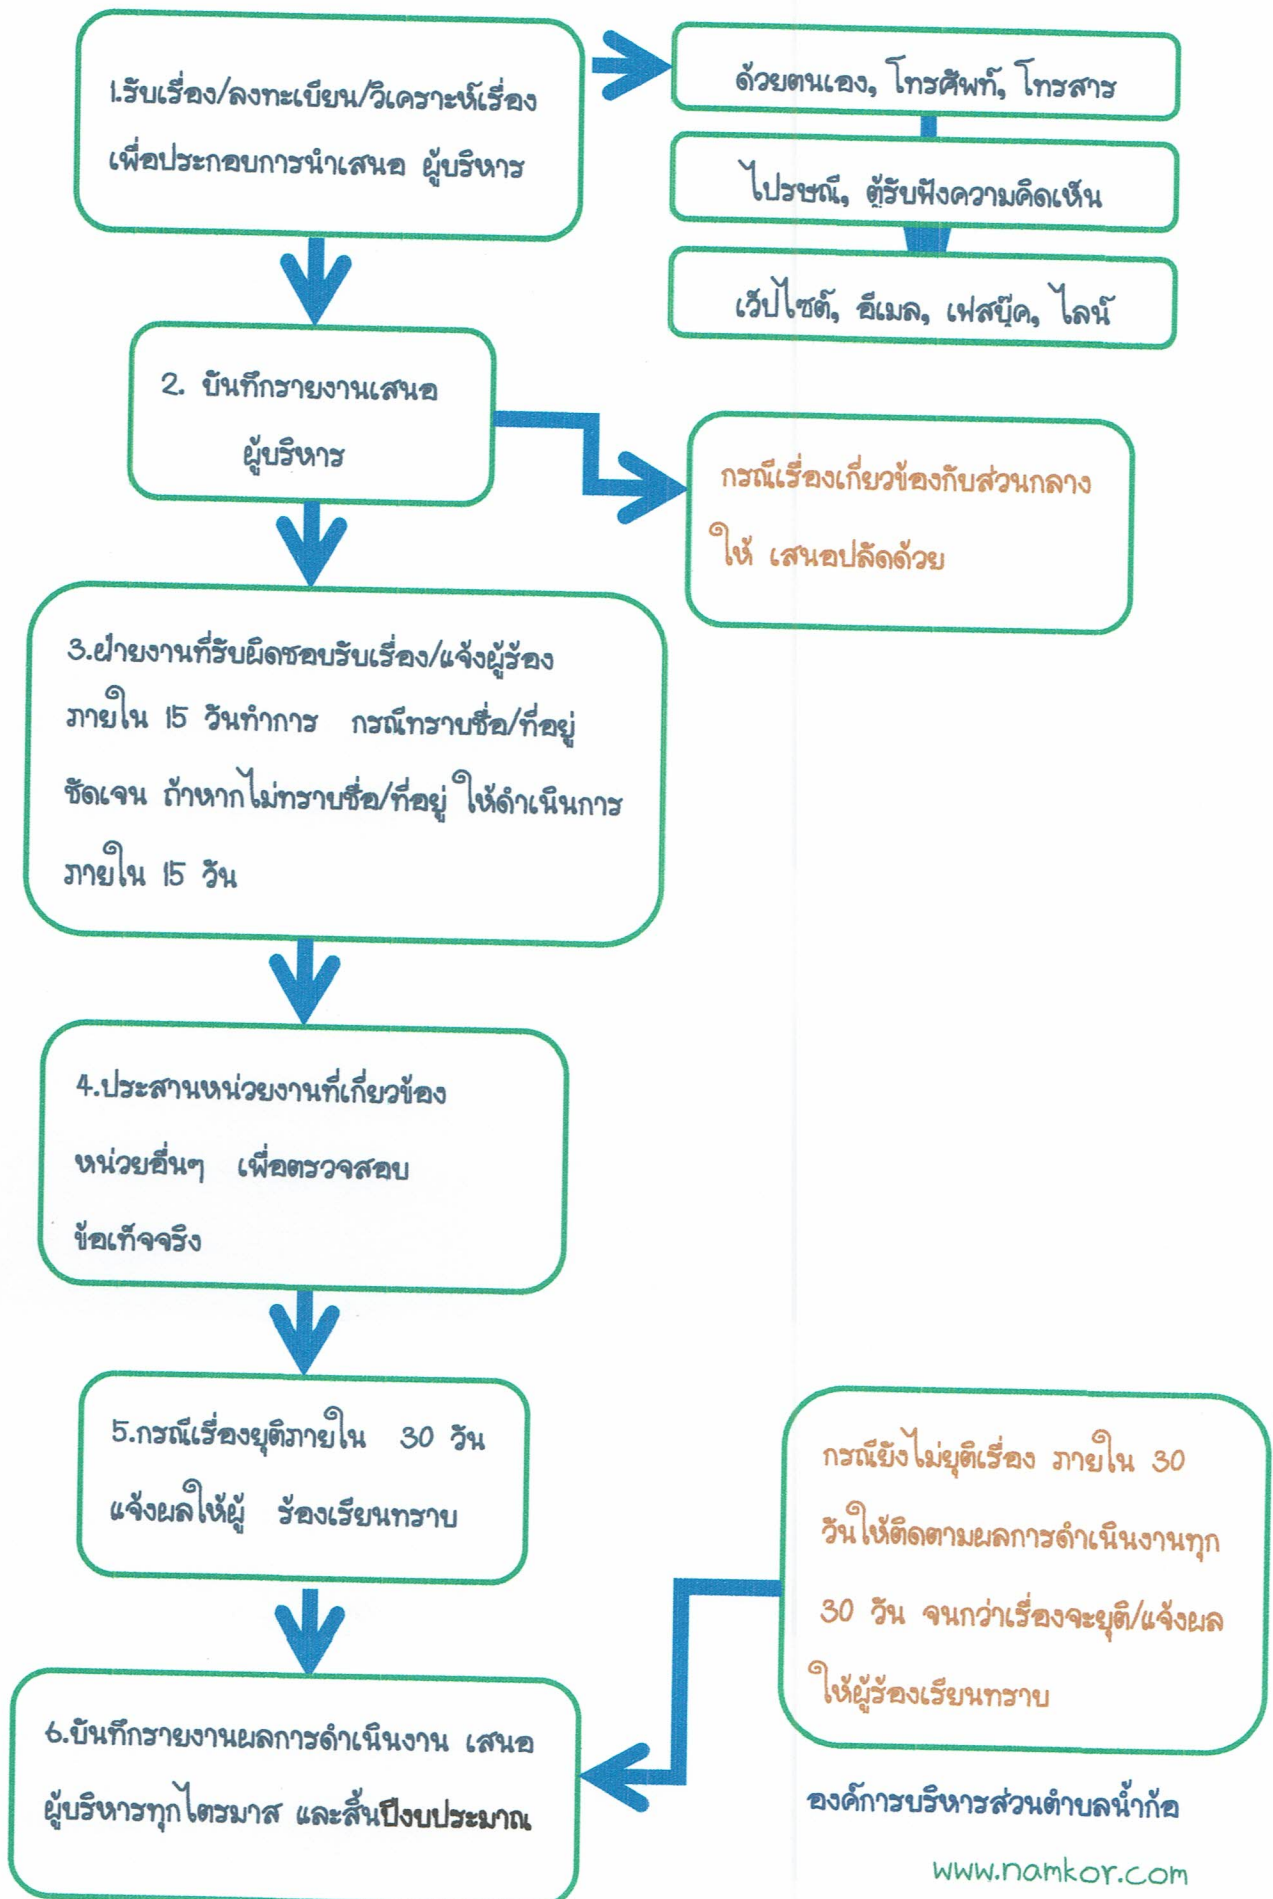 1.รับเรื่อง/ลงทะเบียน/วิเคราะห์เรื่อง
เพื่อประกอบการนำเสนอ ผู้บริหาร
ด้วยตนเอง, โทรศัพท์, โทรสาร
ไปรษณี, ตู้รับฟังความคิดเห็น
เว็บไซต์, อีเมล, เฟสบุ๊ค, ไลน์
2. บันทึกรายงานเสนอ
ผู้บริหาร
กรณีเรื่องเกี่ยวข้องกับส่วนกลาง
ให้ เสนอปลัดด้วย
3.ฝ่ายงานที่รับผิดชอบรับเรื่อง/แจ้งผู้ร้อง
ภายใน 15 วันทำการ กรณีทราบชื่อ/ที่อยู่
ชัดเจน ถ้าหากไม่ทราบชื่อ/ที่อยู่ ให้ดำเนินการ
ภายใน 15 วัน
4.ประสานหน่วยงานที่เกี่ยวข้อง
หน่วยอื่นๆ เพื่อตรวจสอบ
ข้อเท็จจริง
5.กรณีเรื่องยุติภายใน 30 วัน
แจ้งผลให้ผู้ ร้องเรียนทราบ
กรณียังไม่ยุติเรื่อง ภายใน 30
วันให้ติดตามผลการดำเนินงานทุก
30 วัน จนกว่าเรื่องจะยุติ/แจ้งผล
ให้ผู้ร้องเรียนทราบ
6.บันทึกรายงานผลการดำเนินงาน เสนอ
ผู้บริหารทุกไตรมาส และสิ้นปีงบประมาณ
องค์การบริหารส่วนตำบลน้ำก้อ
www.namkor.com